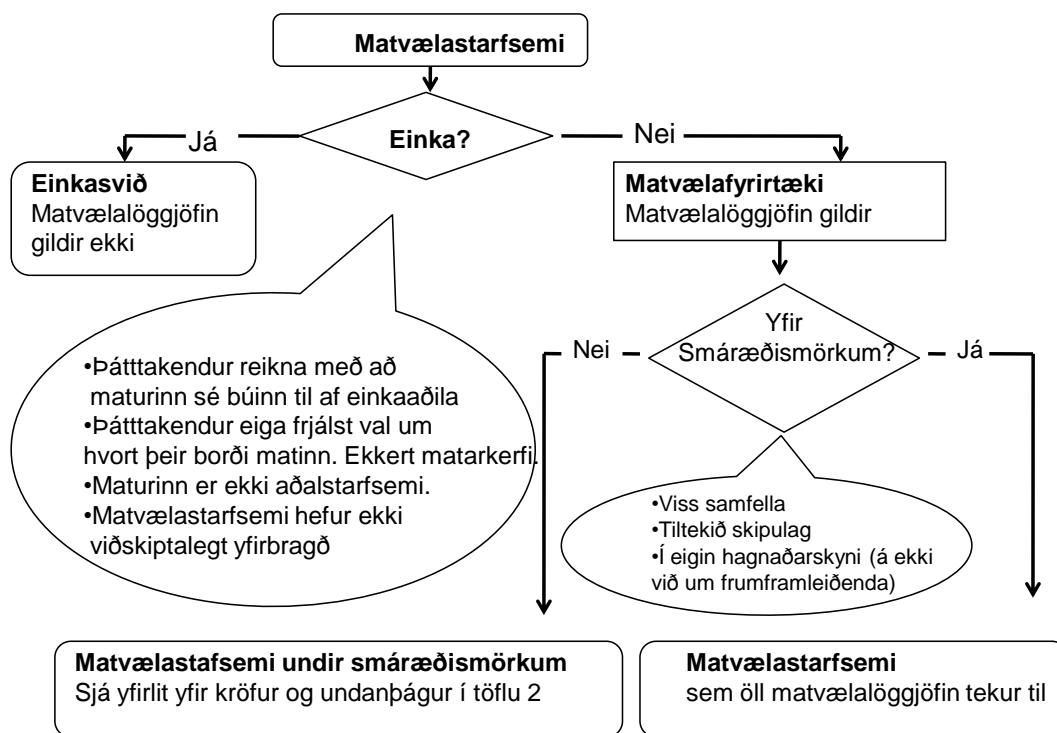 Matvælastarfsemi
Einka?
Já
Nei
Einkasvið
Matvælalöggjöfin
gildir ekki
Matvælafyrirtæki
Matvælalöggjöfin gildir
Yfir
Smáræðismörkum?
Nei
Já
•Þátttakendur reikna með að
maturinn sé búinn til af einkaaðila
•Þátttakendur eiga frjálst val um
hvort þeir borði matinn. Ekkert matarkerfi.
•Maturinn er ekki aðalstarfsemi.
•Matvælastarfsemi hefur ekki
viðskiptalegt yfirbragð
•Viss samfella
•Tiltekið skipulag
•Í eigin hagnaðarskyni (á ekki
við um frumframleiðenda)
Matvælastafsemi undir smáræðismörkum
Sjá yfirlit yfir kröfur og undanþágur í töflu 2
Matvælastarfsemi
sem öll matvælalöggjöfin tekur til